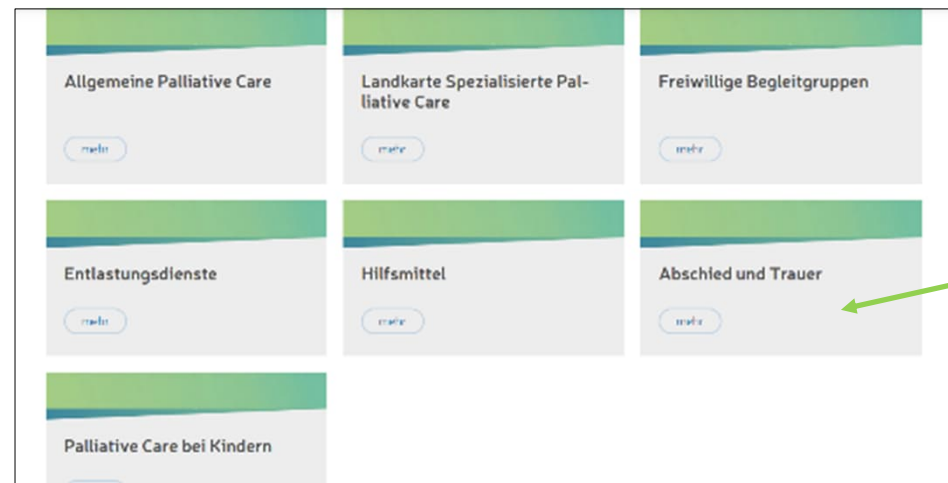 Allgemeine Palliative Care
mehr
Landkarte Spezialisierte Pal-
liative Care
mehr
Freiwillige Begleitgruppen
mehr
Entlastungsdienste
mehr
Hilfsmittel
mehr
Abschied und Trauer
mehr
Palliative Care bei Kindern